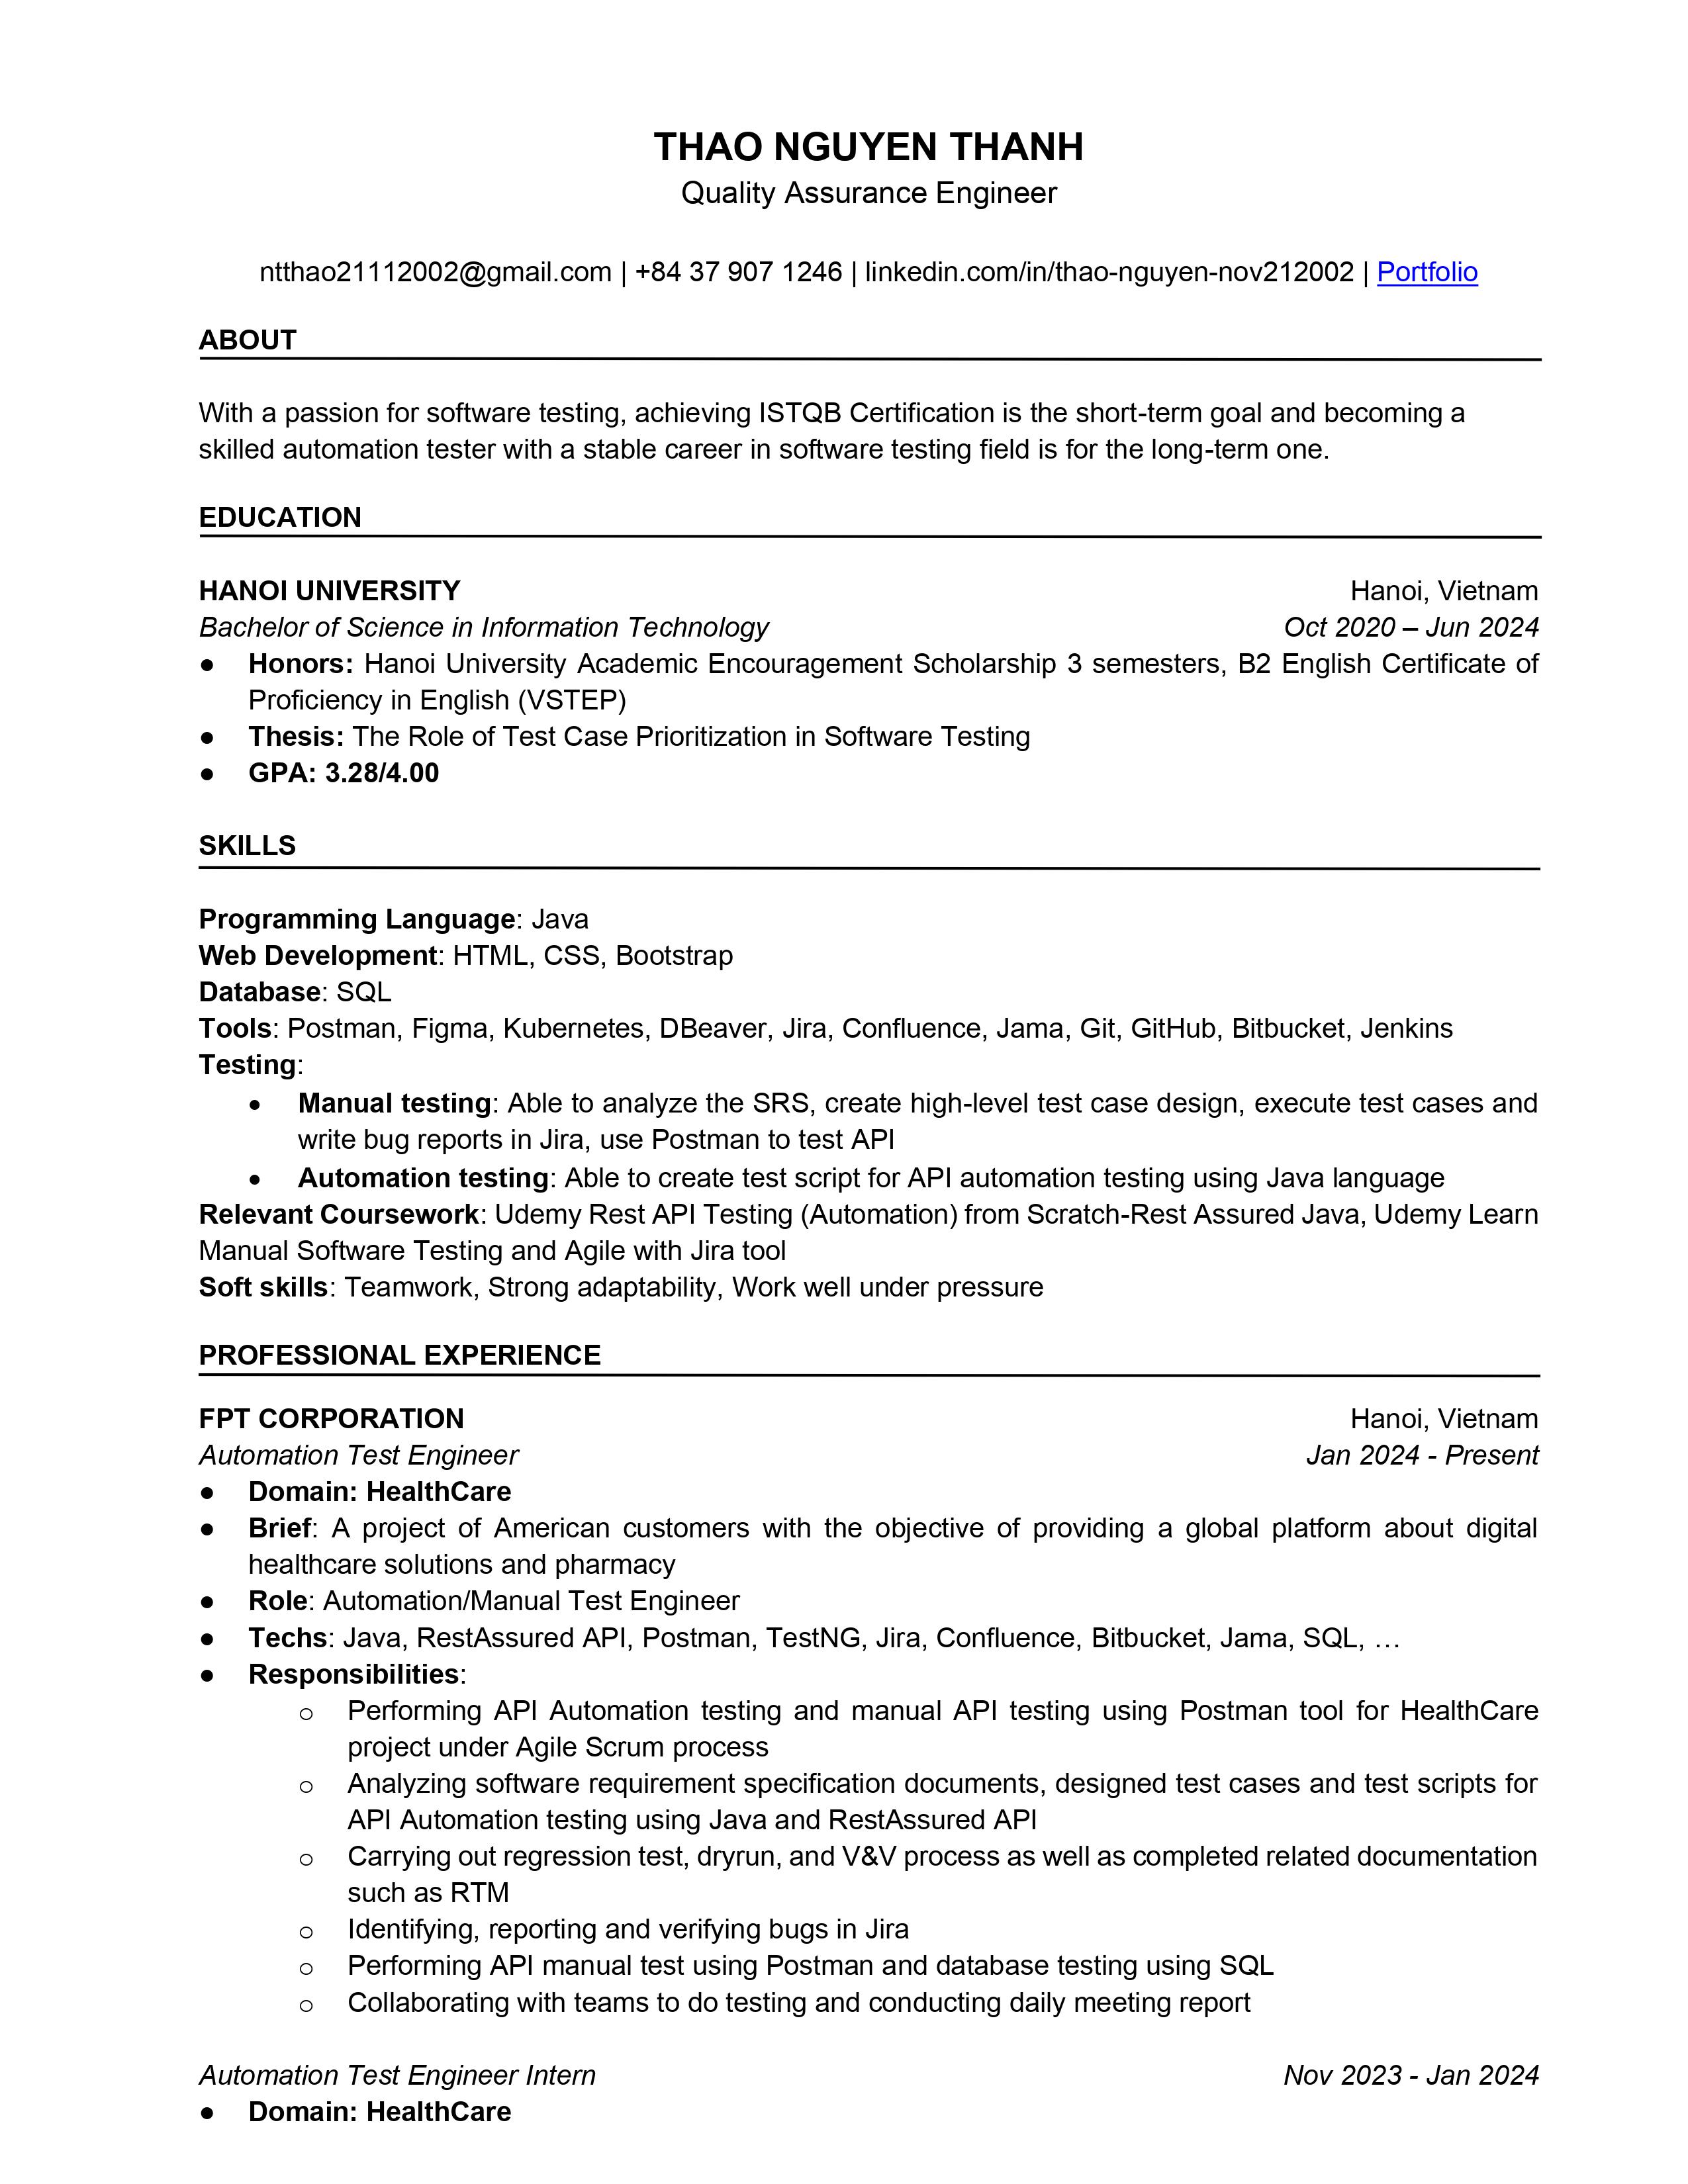 THAO NGUYEN THANH
Quality Assurance Engineer
ntthao21112002@gmail.com | +84 37 907 1246 | linkedin.com/in/thao-nguyen-nov212002 | Portfolio
ABOUT
With a passion for software testing, achieving ISTQB Certification is the short-term goal and becoming a
skilled automation tester with a stable career in software testing field is for the long-term one.
EDUCATION
HANOI UNIVERSITY Hanoi, Vietnam
Bachelor of Science in Information Technology Oct 2020 – Jun 2024
● Honors: Hanoi University Academic Encouragement Scholarship 3 semesters, B2 English Certificate of
Proficiency in English (VSTEP)
● Thesis: The Role of Test Case Prioritization in Software Testing
● GPA: 3.28/4.00
SKILLS
Programming Language: Java
Web Development: HTML, CSS, Bootstrap
Database: SQL
Tools: Postman, Figma, Kubernetes, DBeaver, Jira, Confluence, Jama, Git, GitHub, Bitbucket, Jenkins
Testing:
• Manual testing: Able to analyze the SRS, create high-level test case design, execute test cases and
write bug reports in Jira, use Postman to test API
• Automation testing: Able to create test script for API automation testing using Java language
Relevant Coursework: Udemy Rest API Testing (Automation) from Scratch-Rest Assured Java, Udemy Learn
Manual Software Testing and Agile with Jira tool
Soft skills: Teamwork, Strong adaptability, Work well under pressure
PROFESSIONAL EXPERIENCE
FPT CORPORATION Hanoi, Vietnam
Automation Test Engineer Jan 2024 - Present
● Domain: HealthCare
● Brief: A project of American customers with the objective of providing a global platform about digital
healthcare solutions and pharmacy
● Role: Automation/Manual Test Engineer
● Techs: Java, RestAssured API, Postman, TestNG, Jira, Confluence, Bitbucket, Jama, SQL, …
● Responsibilities:
○ Performing API Automation testing and manual API testing using Postman tool for HealthCare
project under Agile Scrum process
○ Analyzing software requirement specification documents, designed test cases and test scripts for
API Automation testing using Java and RestAssured API
○ Carrying out regression test, dryrun, and V&V process as well as completed related documentation
such as RTM
○ Identifying, reporting and verifying bugs in Jira
○ Performing API manual test using Postman and database testing using SQL
○ Collaborating with teams to do testing and conducting daily meeting report
Automation Test Engineer Intern Nov 2023 - Jan 2024
● Domain: HealthCare